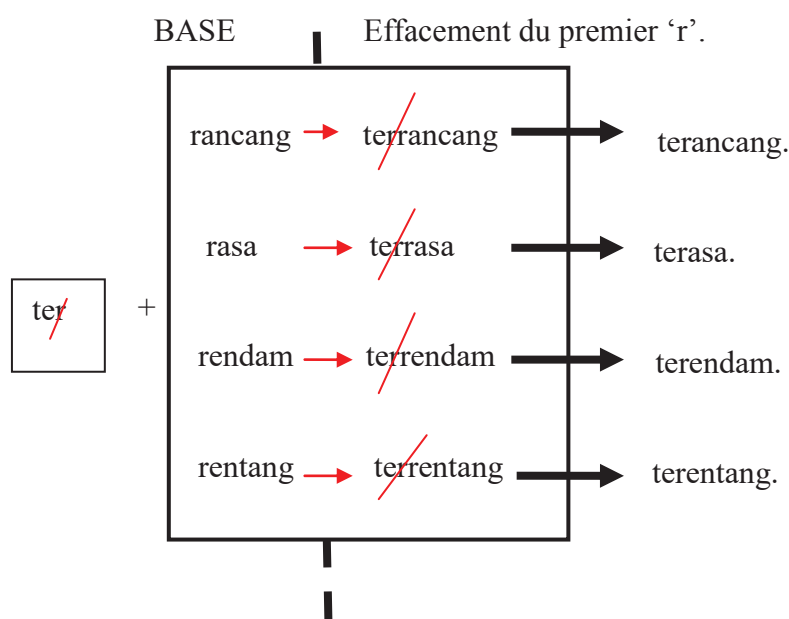 BASE Effacement du premier ‘r’.
rancang terrancang terancang.
rasa terrasa terasa.
ter +
rendam terrendam terendam.
rentang terrentang terentang.